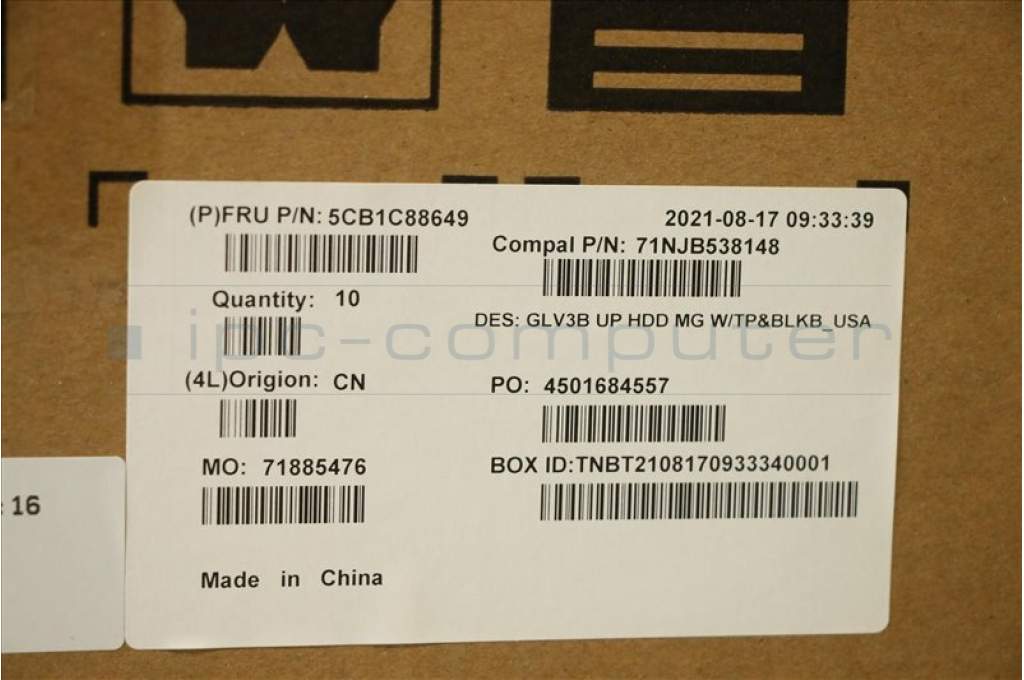 (P)FRU P/N: 5CB1C88649
2021-08-17 09:33:39
Compal P/N: 71NJB538148
Quantity: 10
DES: GLV3B UP HDD MG W/TP&BLKB_USA
ipc-computer
(4L)Origion: CN
PO: 4501684557
MO: 71885476
BOX ID:TNBT2108170933340001
: 16
Made in China